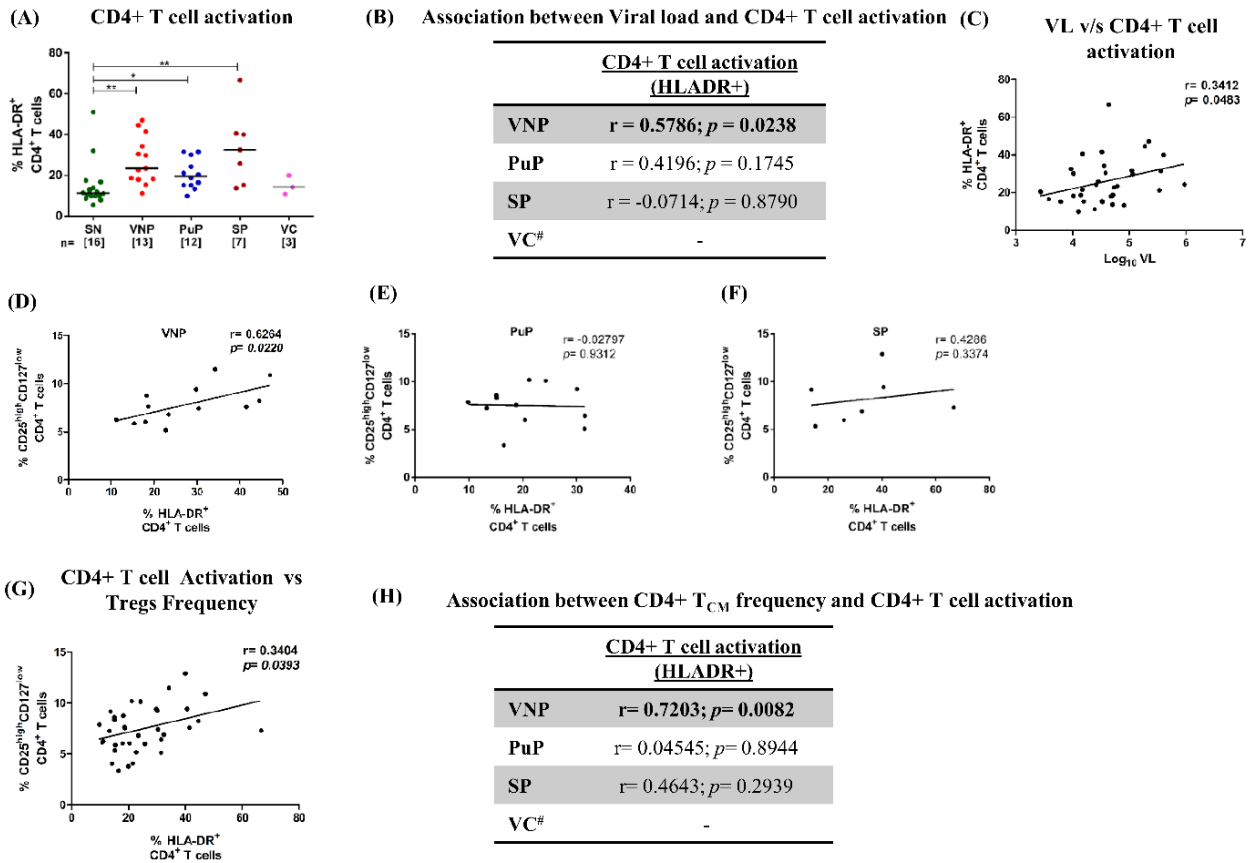 (A) CD4+ T cell activation
% HLA-DR+
CD4+ T cells
80
60
40
20
0
**
*
**
SN VNP PuP SP VC
n= [16] [13] [12] [7] [3]
(B) Association between Viral load and CD4+ T cell activation
CD4+ T cell activation
(HLADR+)
VNP r = 0.5786; p = 0.0238
PuP r = 0.4196; p = 0.1745
SP r = -0.0714; p = 0.8790
VC# -
(C) VL v/s CD4+ T cell
activation
r= 0.3412
p= 0.0483
% HLA-DR+
CD4+ T cells
80
60
40
20
0
3 4 5 6 7
Log10 VL
(D)
VNP
r= 0.6264
p= 0.0220
% CD25highCD127low
CD4+ T cells
15
10
5
0
0 10 20 30 40 50
% HLA-DR+
CD4+ T cells
(E)
PuP
r= -0.02797
p= 0.9312
% CD25highCD127low
CD4+ T cells
15
10
5
0
0 10 20 30 40
% HLA-DR+
CD4+ T cells
(F)
SP
r= 0.4286
p= 0.3374
% CD25highCD127low
CD4+ T cells
15
10
5
0
0 20 40 60 80
% HLA-DR+
CD4+ T cells
(G) CD4+ T cell Activation vs
Tregs Frequency
r= 0.3404
p= 0.0393
% CD25highCD127low
CD4+ T cells
15
10
5
0
0 20 40 60 80
% HLA-DR+
CD4+ T cells
(H) Association between CD4+ TCM frequency and CD4+ T cell activation
CD4+ T cell activation
(HLADR+)
VNP r= 0.7203; p= 0.0082
PuP r= 0.04545; p= 0.8944
SP r= 0.4643; p= 0.2939
VC# -